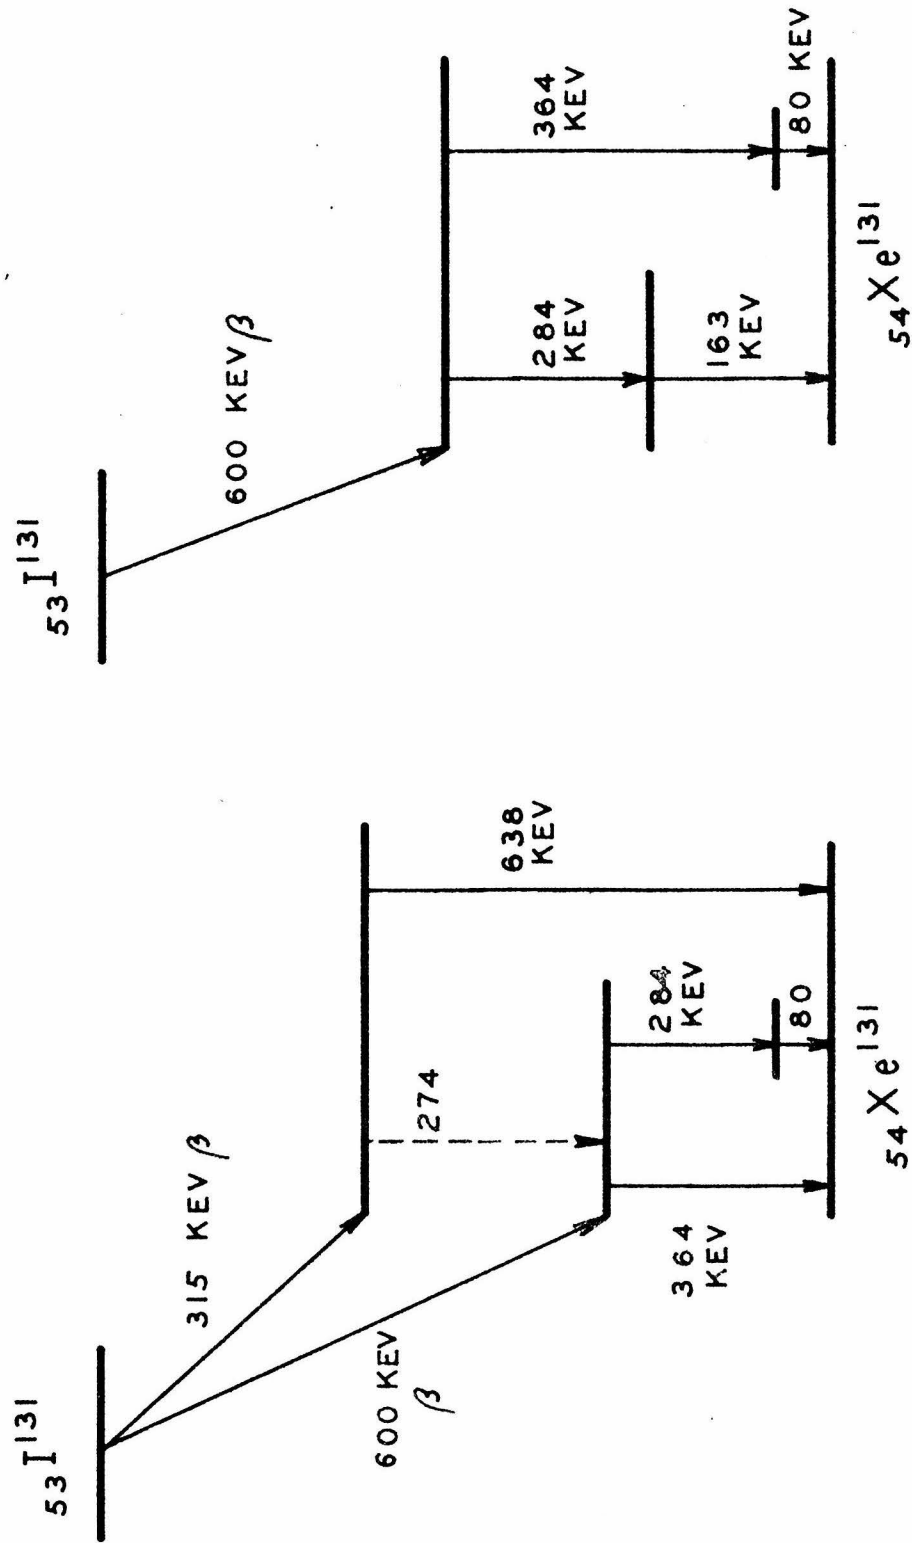 53I131
315 KEV β
600 KEV
β
274
638
KEV
364
KEV
284
KEV
80
54Xe131
53I131
600 KEV β
284
KEV
364
KEV
163
KEV
80 KEV
54Xe131